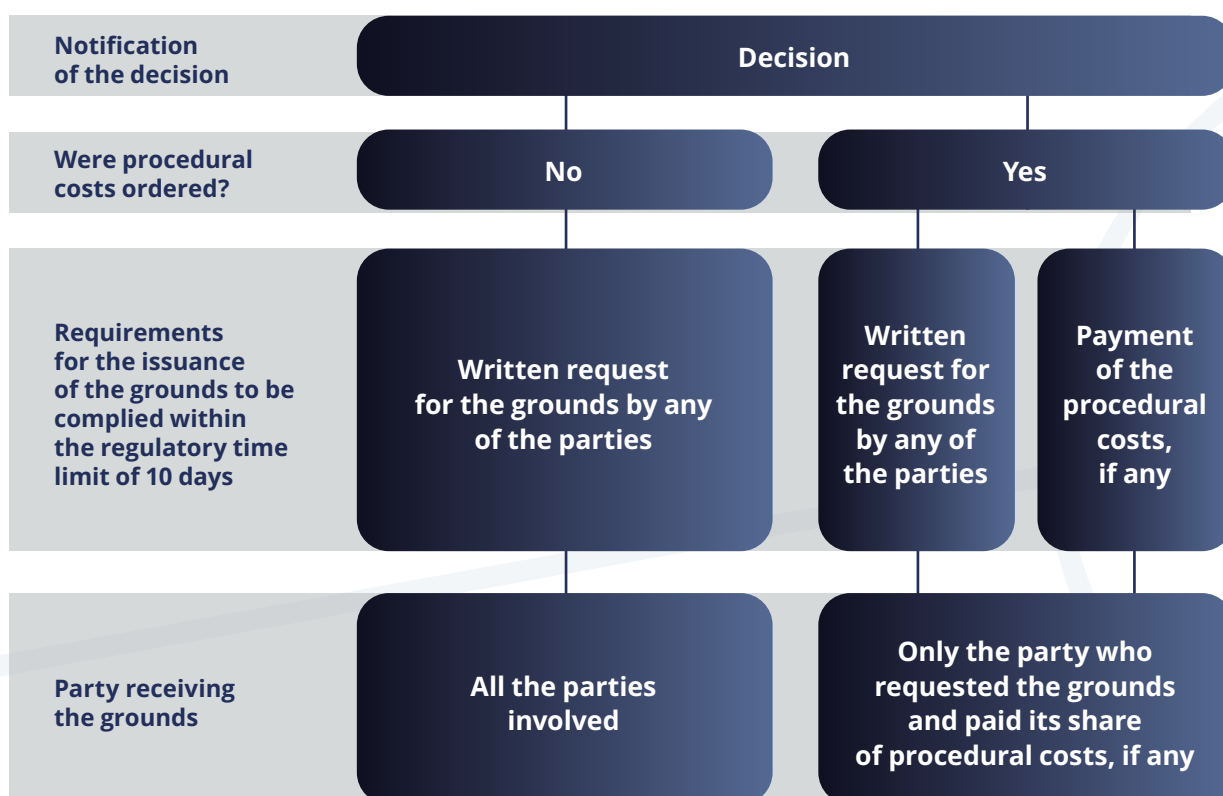 Notification
of the decision
Decision
Were procedural
costs ordered?
No
Yes
Requirements
for the issuance
of the grounds to be
complied within
the regulatory time
limit of 10 days
Written request
for the grounds by any
of the parties
Written
request for
the grounds
by any of
the parties
Payment
of the
procedural
costs,
if any
Party receiving
the grounds
All the parties
involved
Only the party who
requested the grounds
and paid its share
of procedural costs, if any